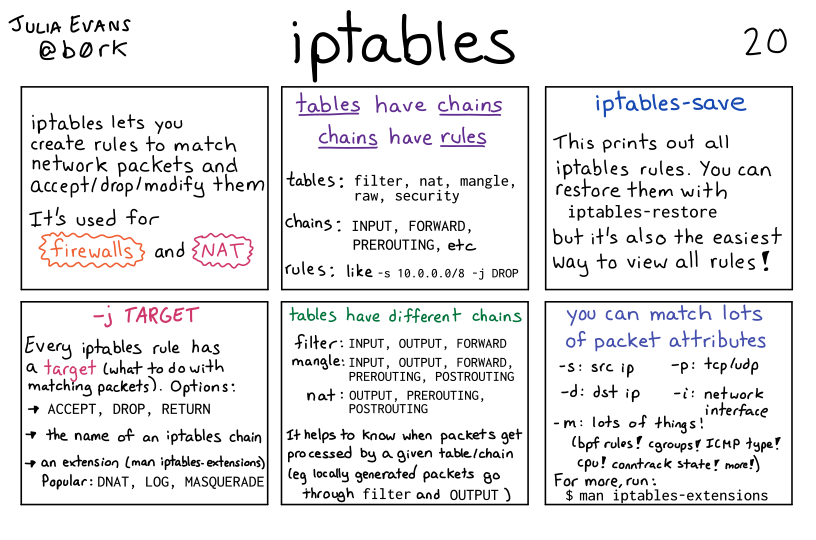 JULIA EVANS
@b0rk
iptables
20
iptables lets you
create rules to match
network packets and
accept/drop/modify them
It's used for
firewalls and NAT
tables have chains
chains have rules
tables: filter, nat, mangle,
raw, security
chains: INPUT, FORWARD,
PREROUTING, etc
rules: like -s 10.0.0.0/8 -j DROP
iptables-save
This prints out all
iptables rules. You can
restore them with
iptables-restore
but it's also the easiest
way to view all rules!
-j TARGET
Every iptables rule has
a target (what to do with
matching packets). Options:
→ ACCEPT, DROP, RETURN
→ the name of an iptables chain
→ an extension (man iptables-extensions)
Popular: DNAT, LOG, MASQUERADE
tables have different chains
filter: INPUT, OUTPUT, FORWARD
mangle: INPUT, OUTPUT, FORWARD,
PREROUTING, POSTROUTING
nat: OUTPUT, PREROUTING,
POSTROUTING
It helps to know when packets get
processed by a given table/chain
(eg locally generated packets go
through filter and OUTPUT)
you can match lots
of packet attributes
-s: src ip -p: tcp/udp
-d: dst ip -i: network
interface
-m: lots of things!
(bpf rules! cgroups! ICMP type!
cpu! conntrack state! more!)
For more, run:
$ man iptables-extensions